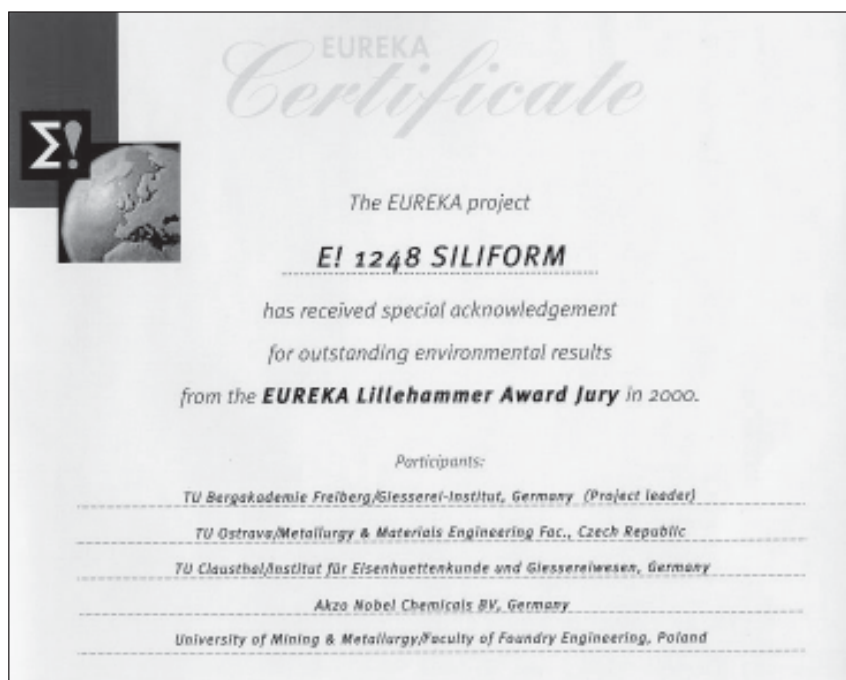 EUREKA
Certificate
Σ!
The EUREKA project
E! 1248 SILIFORM
has received special acknowledgement
for outstanding environmental results
from the EUREKA Lillehammer Award Jury in 2000.
Participants:
TU Bergakademie Freiberg/Giesserei-Institut, Germany (Project leader)
TU Ostrava/Metallurgy & Materials Engineering Fac., Czech Republic
TU Clausthal/Institut für Eisenhuettenkunde und Giessereiwesen, Germany
Akzo Nobel Chemicals BV, Germany
University of Mining & Metallurgy/Faculty of Foundry Engineering, Poland